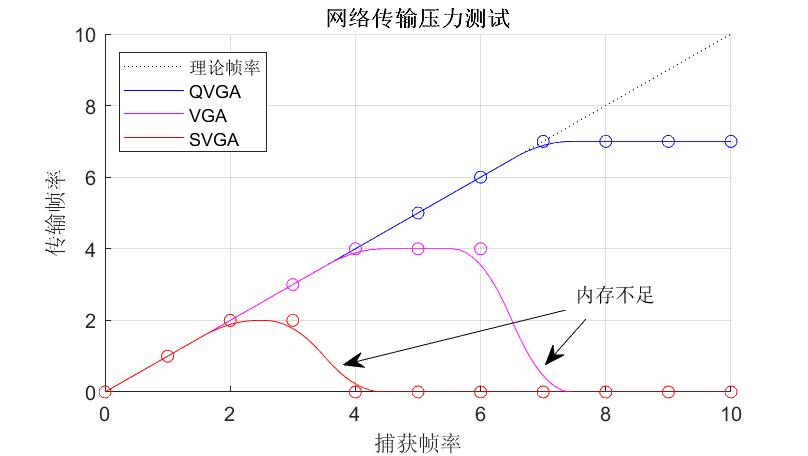 网络传输压力测试
理论帧率
QVGA
VGA
SVGA
10
8
6
4
2
0
传输帧率
内存不足
0 2 4 6 8 10
捕获帧率